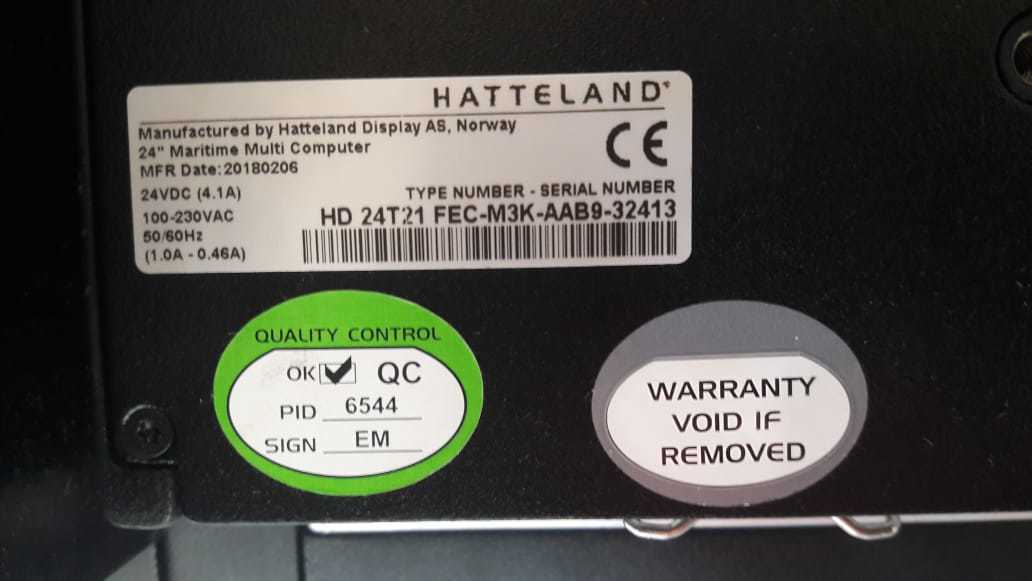 HATTELAND®
Manufactured by Hatteland Display AS, Norway
24" Maritime Multi Computer
MFR Date:20180206
24VDC (4.1A)
100-230VAC
50/60Hz
(1.0A - 0.46A)
CE
TYPE NUMBER - SERIAL NUMBER
HD 24T21 FEC-M3K-AAB9-32413
QUALITY CONTROL
OK QC
PID 6544
SIGN EM
WARRANTY
VOID IF
REMOVED